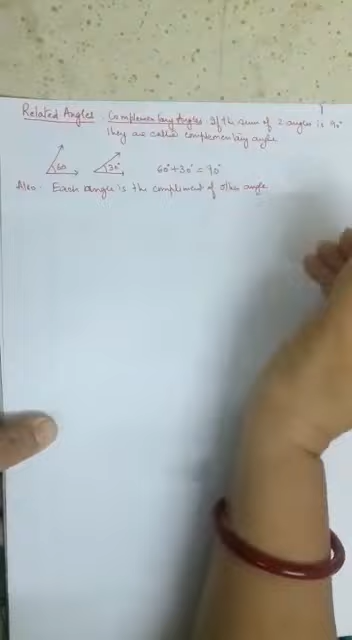 Related Angles. Complementary Angles. If the sum of 2 angles is 90°
they are called complementary angle
60 30° 60° + 30° = 90°
Also. Each angle is the compliment of other angle